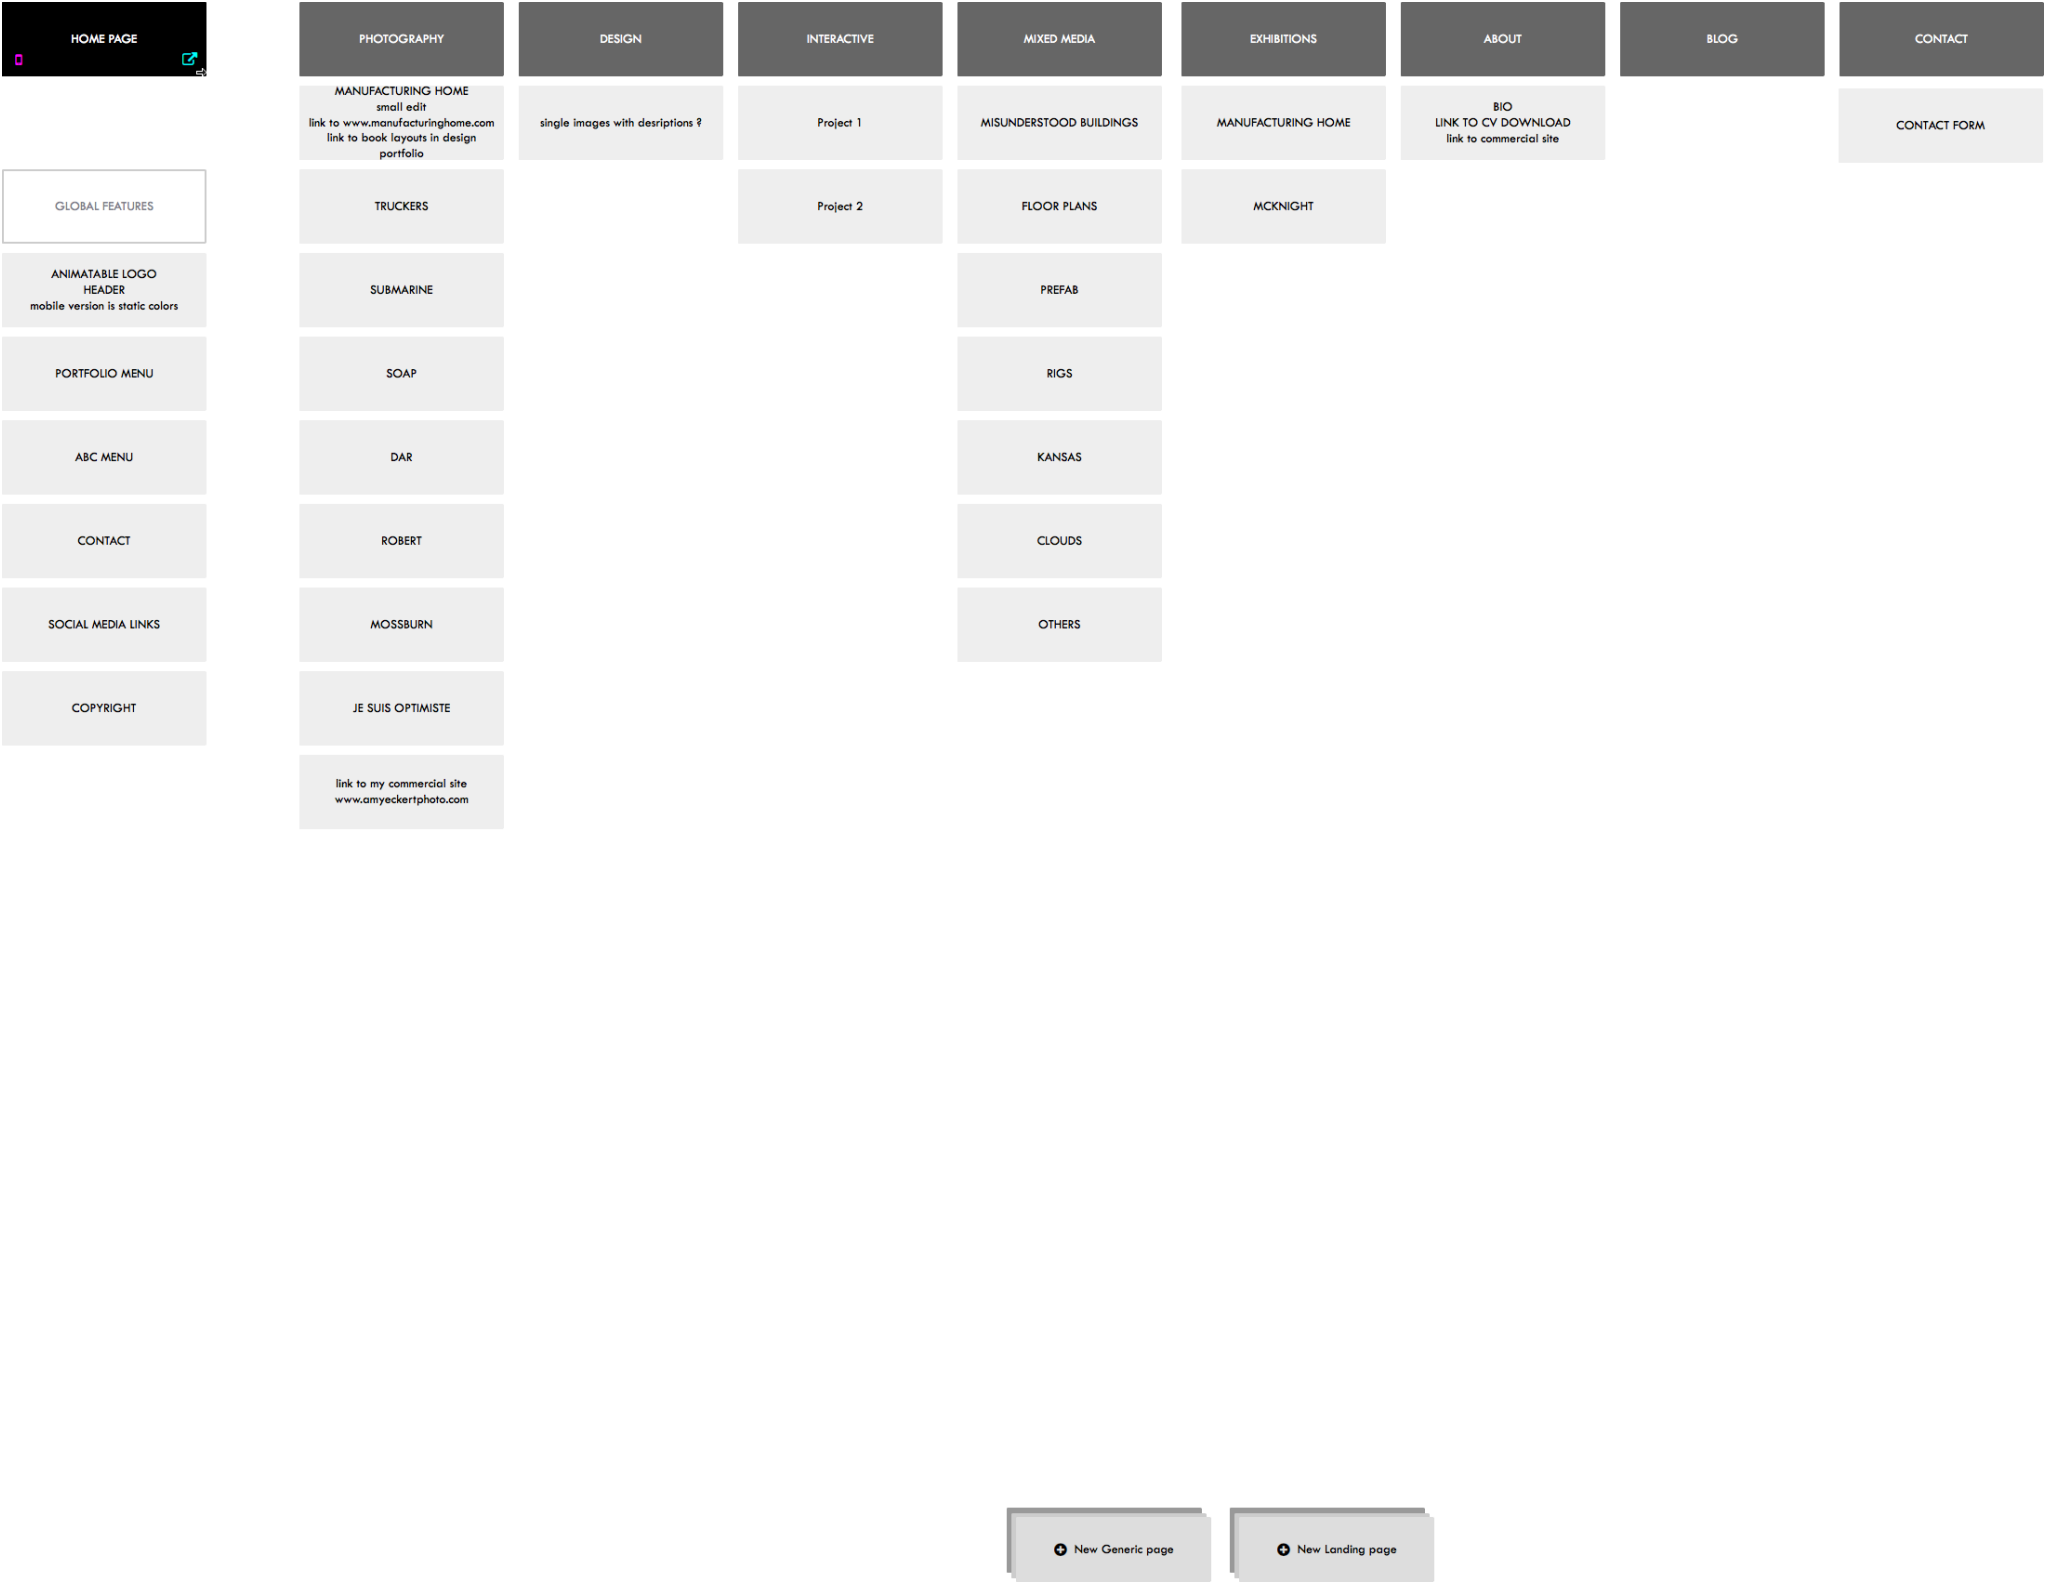 HOME PAGE
PHOTOGRAPHY
DESIGN
INTERACTIVE
MIXED MEDIA
EXHIBITIONS
ABOUT
BLOG
CONTACT
MANUFACTURING HOME
small edit
link to www.manufacturinghome.com
link to book layouts in design
portfolio
single images with desriptions ?
Project 1
MISUNDERSTOOD BUILDINGS
MANUFACTURING HOME
BIO
LINK TO CV DOWNLOAD
link to commercial site
CONTACT FORM
GLOBAL FEATURES
TRUCKERS
Project 2
FLOOR PLANS
MCKNIGHT
ANIMATABLE LOGO
HEADER
mobile version is static colors
SUBMARINE
PREFAB
PORTFOLIO MENU
SOAP
RIGS
ABC MENU
DAR
KANSAS
CONTACT
ROBERT
CLOUDS
SOCIAL MEDIA LINKS
MOSSBURN
OTHERS
COPYRIGHT
JE SUIS OPTIMISTE
link to my commercial site
www.amyeckertphoto.com
New Generic page
New Landing page